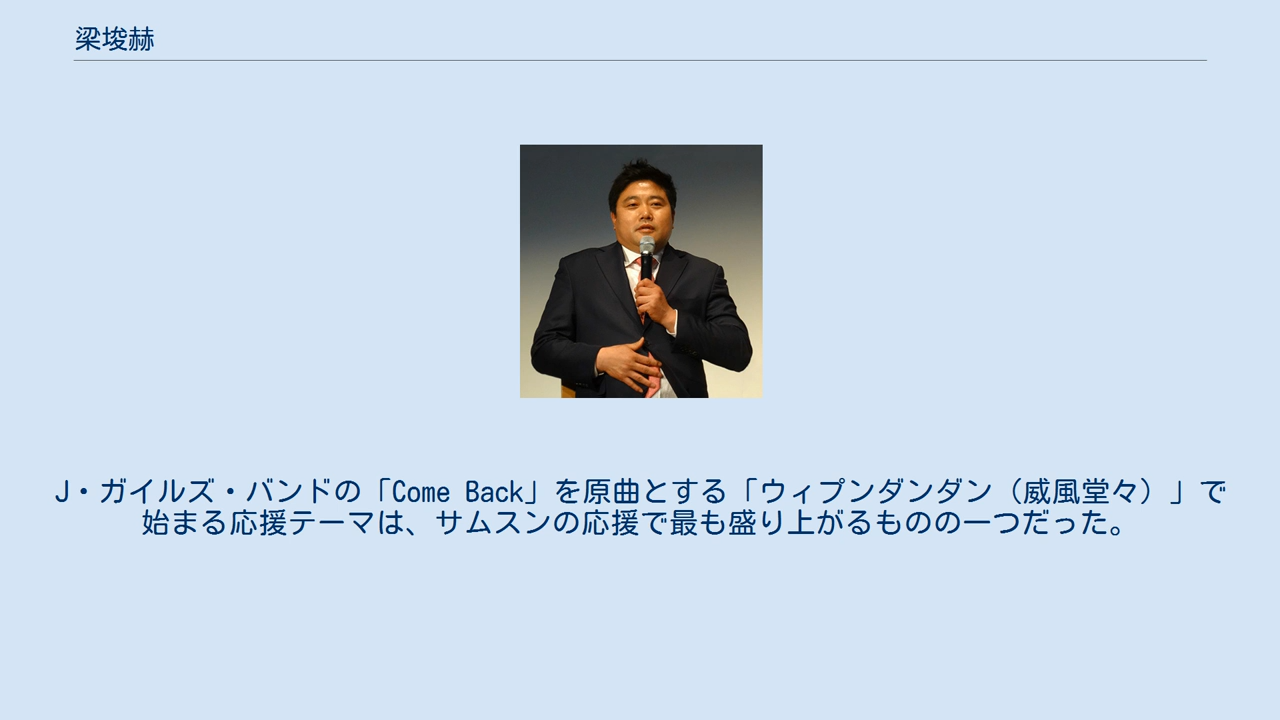 梁埈赫
J・ガイルズ・バンドの「Come Back」を原曲とする「ウィプンダンダン（威風堂々）」で
始まる応援テーマは、サムスンの応援で最も盛り上がるものの一つだった。